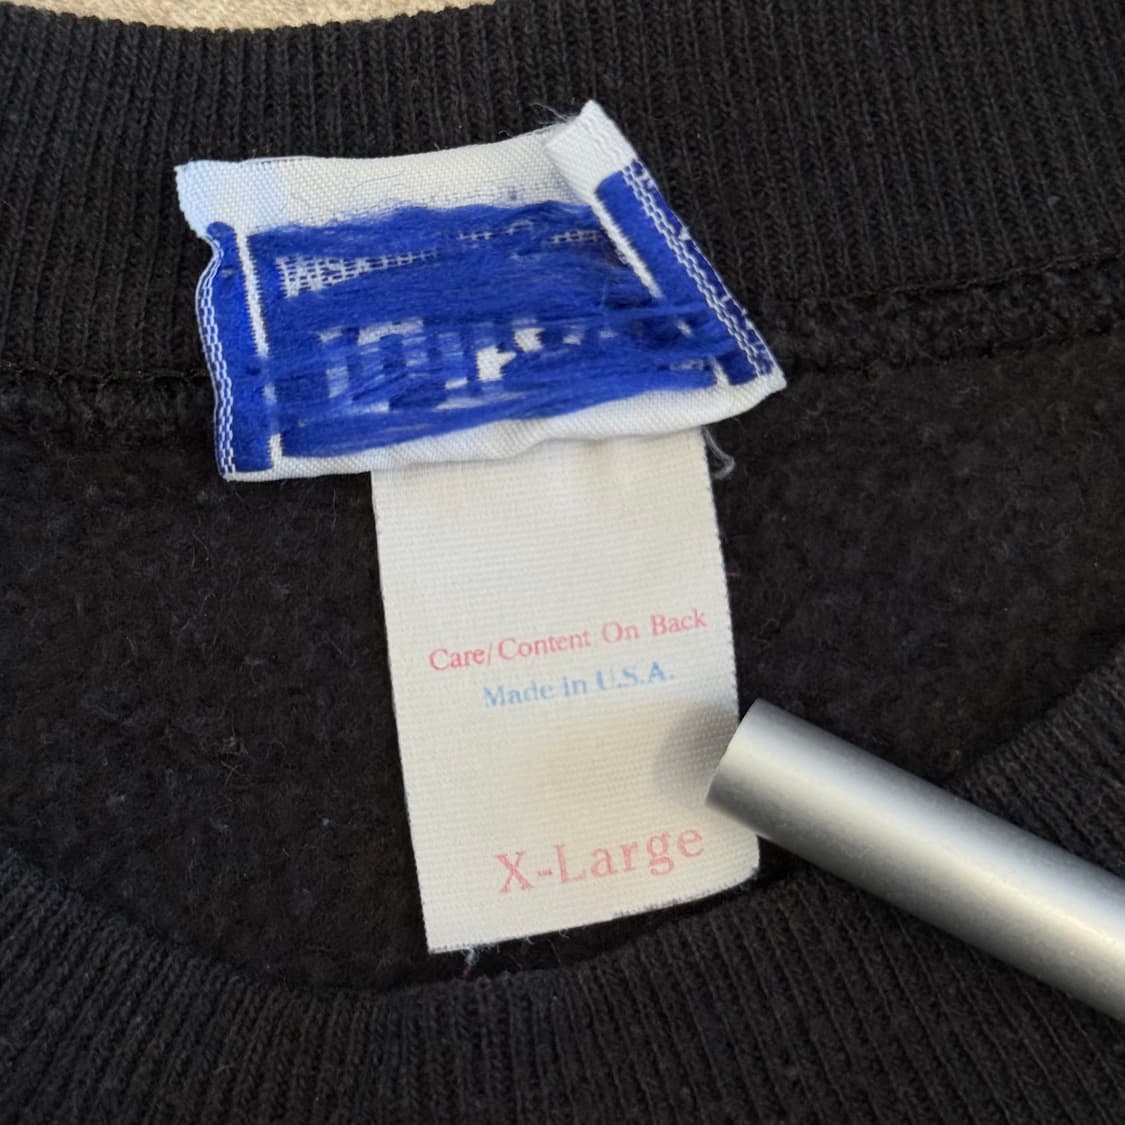 Care/Content On Back
Made in U.S.A.
X-Large